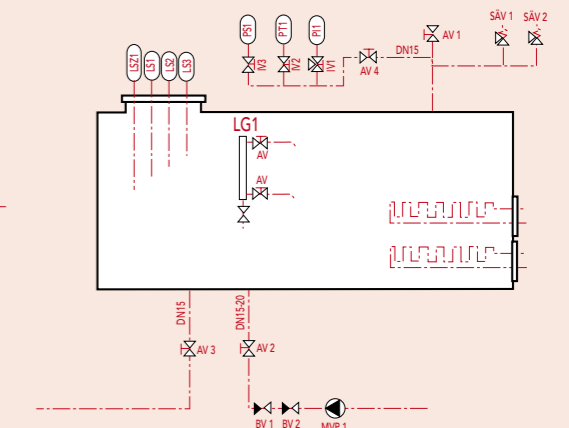 SÄV 1
SÄV 2
PS1
PT1
PI1
AV 1
DN15
IV3
IV2
IV1
AV 4
LSZ1
LS1
LS2
LS3
LG1
AV
AV
DN15
DN15-20
AV 3
AV 2
BV 1
BV 2
MVP 1